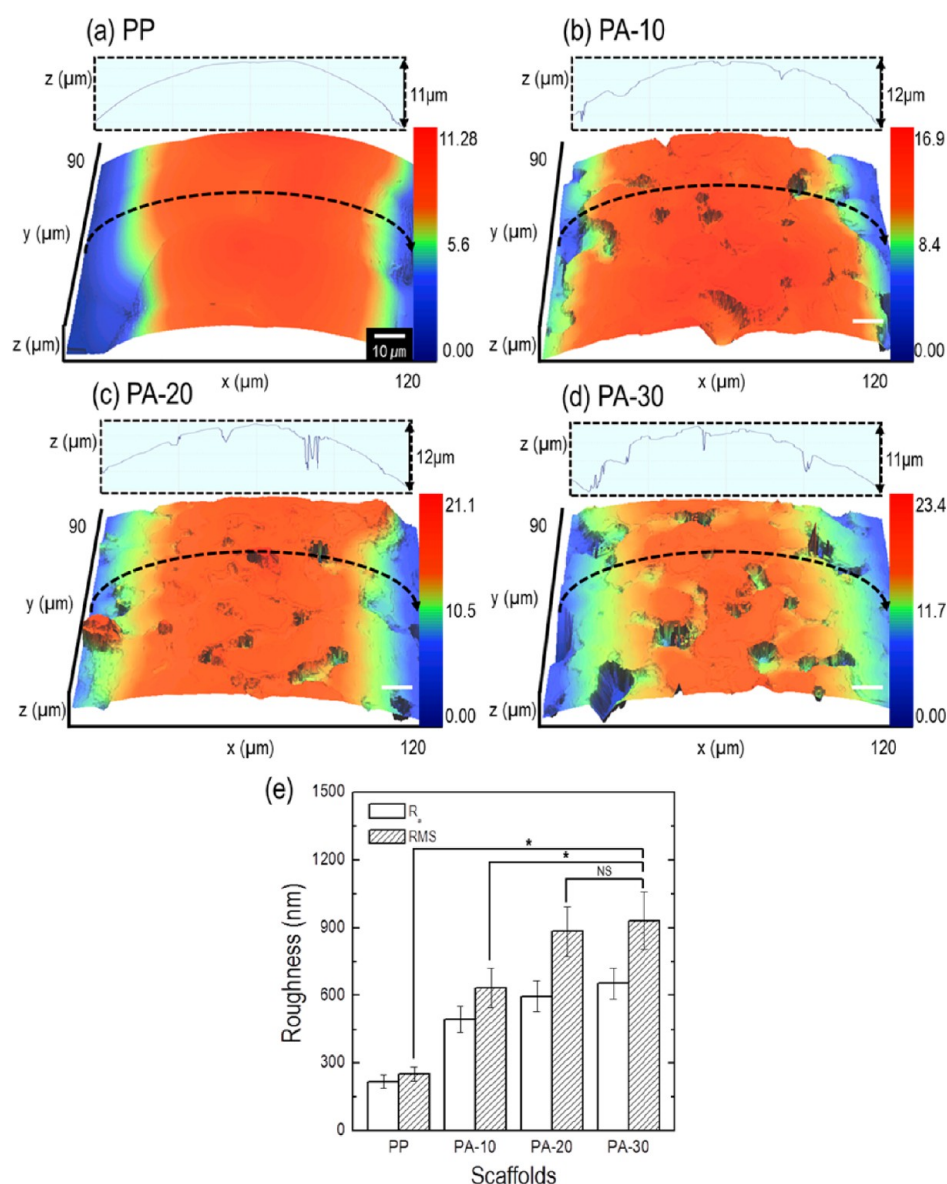 (a) PP
z (µm)
11µm
11.28
90
y (µm)
5.6
z (µm)
10 µm
0.00
x (µm)
120
(b) PA-10
z (µm)
12µm
16.9
90
y (µm)
8.4
z (µm)
0.00
x (µm)
120
(c) PA-20
z (µm)
12µm
21.1
90
y (µm)
10.5
z (µm)
0.00
x (µm)
120
(d) PA-30
z (µm)
11µm
23.4
90
y (µm)
11.7
z (µm)
0.00
x (µm)
120
(e)
1500
1200
900
600
300
0
Roughness (nm)
Ra
RMS
*
*
NS
PP PA-10 PA-20 PA-30
Scaffolds